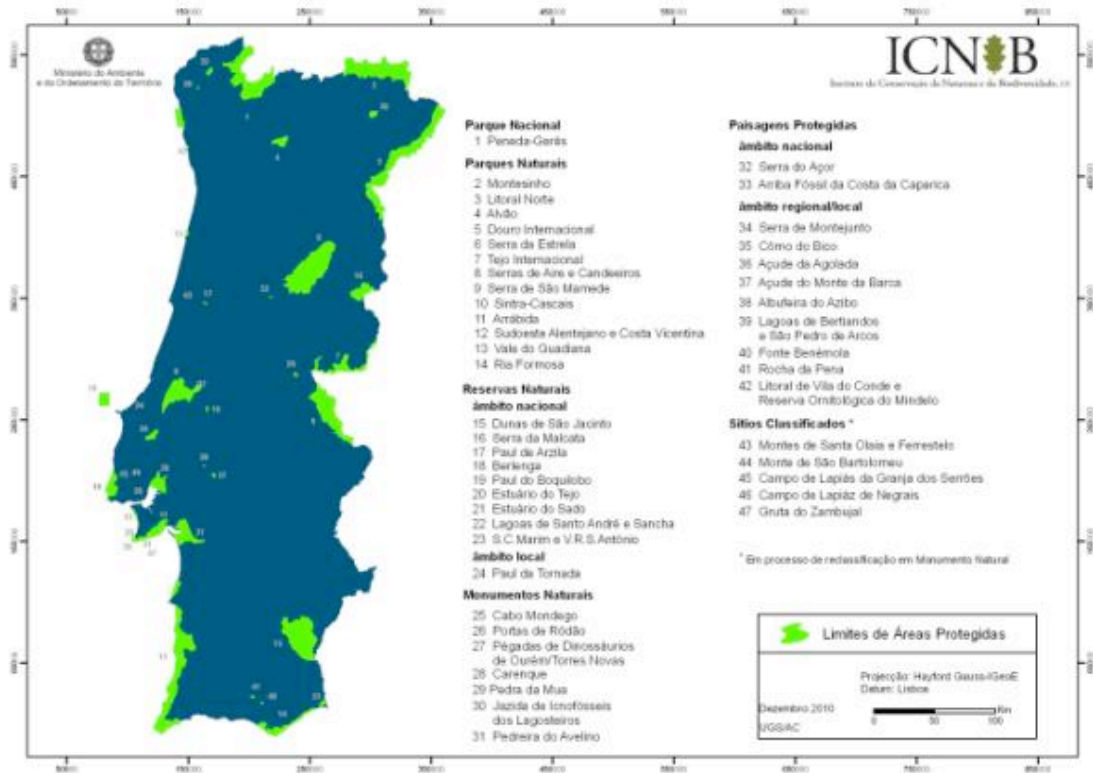 Ministério do Ambiente
e do Ordenamento do Território
ICNB
Instituto da Conservação da Natureza e da Biodiversidade, I.P.
Parque Nacional
1 Peneda-Gerês
Parques Naturais
2 Montesinho
3 Litoral Norte
4 Alvão
5 Douro Internacional
6 Serra da Estrela
7 Tejo Internacional
8 Serras de Aire e Candeeiros
9 Serra de São Mamede
10 Sintra-Cascais
11 Arrábida
12 Sudoeste Alentejano e Costa Vicentina
13 Vale do Guadiana
14 Ria Formosa
Reservas Naturais
âmbito nacional
15 Dunas de São Jacinto
16 Serra da Malcata
17 Paul de Arzila
18 Berlenga
19 Paul do Boquilobo
20 Estuário do Tejo
21 Estuário do Sado
22 Lagoas de Santo André e Sancha
23 S.C.Marim e V.R.S.António
âmbito local
24 Paul da Tornada
Monumentos Naturais
25 Cabo Mondego
26 Portas de Ródão
27 Pégadas de Dinossáurios
de Ourém/Torres Novas
28 Carenque
29 Pedra da Mua
30 Jazida de Icnofósseis
dos Lagosteiros
31 Pedreira do Avelino
Paisagens Protegidas
âmbito nacional
32 Serra do Açor
33 Arriba Fóssil da Costa da Caparica
âmbito regional/local
34 Serra de Montejunto
35 Côrno do Bico
36 Açude da Agolada
37 Açude do Monte da Barca
38 Albufeira do Azibo
39 Lagoas de Bertiandos
e São Pedro de Arcos
40 Fonte Benémola
41 Rocha da Pena
42 Litoral de Vila do Conde e
Reserva Ornitológica do Mindelo
Sítios Classificados *
43 Montes de Santa Olaia e Ferrestelo
44 Monte de São Bartolomeu
45 Campo de Lapiás da Granja dos Serrões
46 Campo de Lapiáz de Negrais
47 Gruta do Zambujal
* Em processo de reclassificação em Monumento Natural
Limites de Áreas Protegidas
Projecção: Hayford Gauss-IGeoE
Datum: Lisboa
Dezembro 2010
UGSIAC
0 50 100 Km